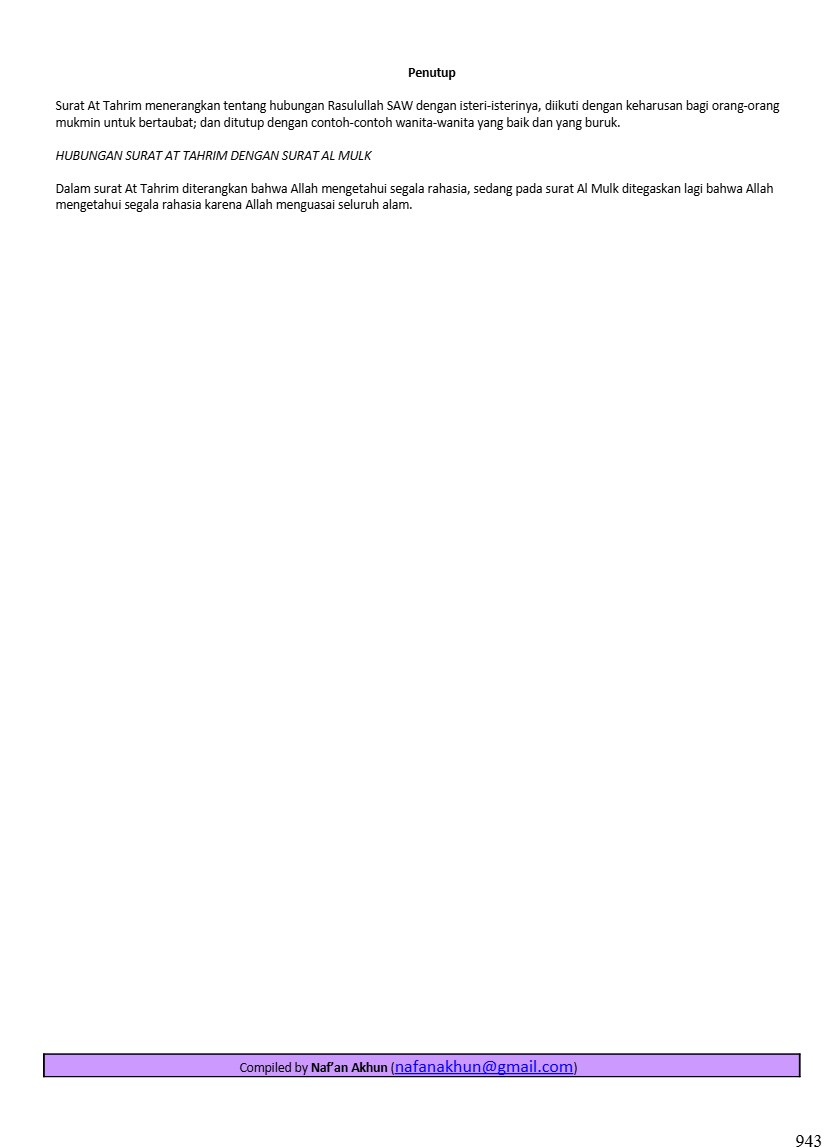 Penutup
Surat At Tahrim menerangkan tentang hubungan Rasulullah SAW dengan isteri-isterinya, diikuti dengan keharusan bagi orang-orang
mukmin untuk bertaubat; dan ditutup dengan contoh-contoh wanita-wanita yang baik dan yang buruk.
HUBUNGAN SURAT AT TAHRIM DENGAN SURAT AL MULK
Dalam surat At Tahrim diterangkan bahwa Allah mengetahui segala rahasia, sedang pada surat Al Mulk ditegaskan lagi bahwa Allah
mengetahui segala rahasia karena Allah menguasai seluruh alam.
Compiled by Naf’an Akhun (nafanakhun@gmail.com)
943